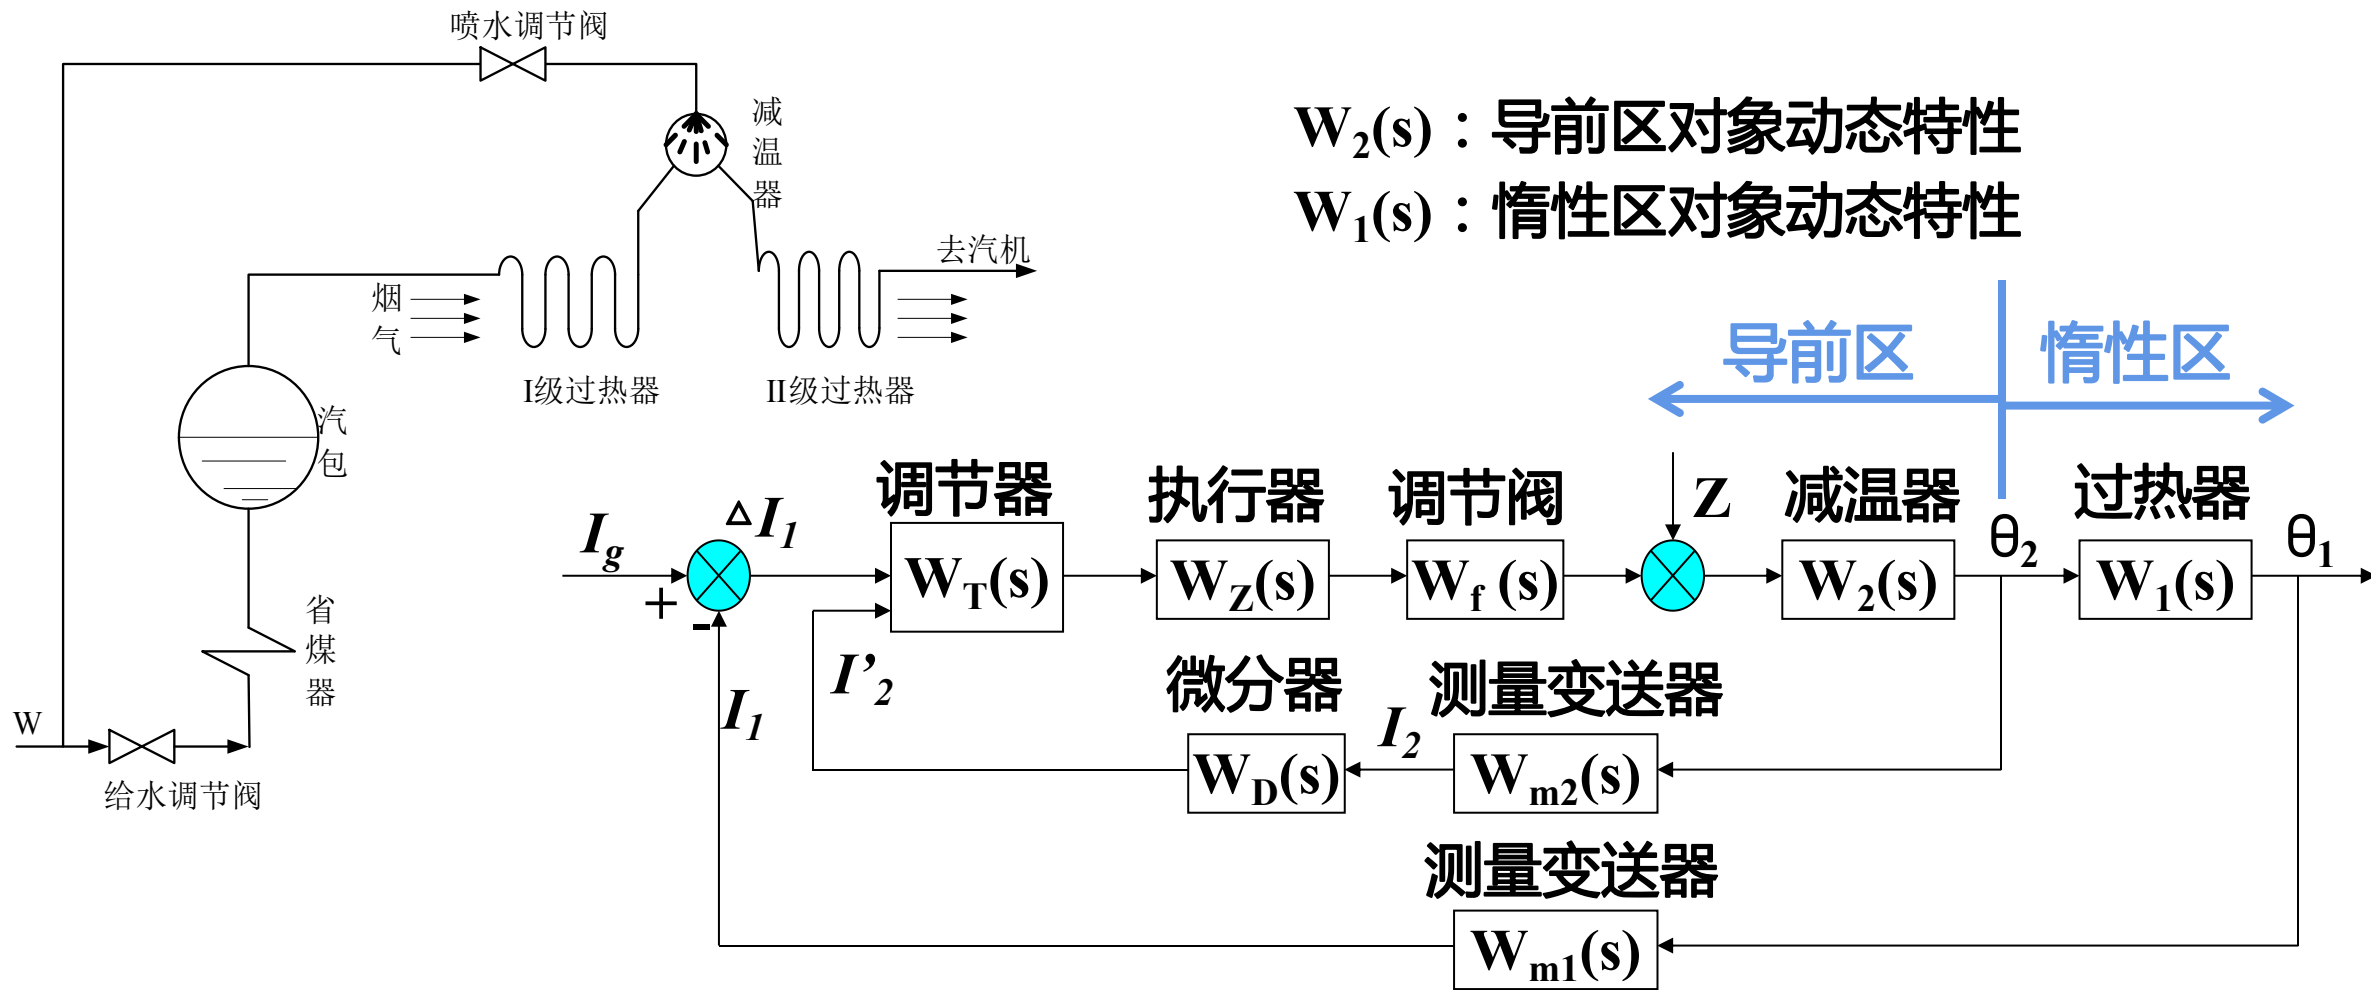 喷水调节阀
减温器
去汽机
烟气
I级过热器
II级过热器
汽包
省煤器
W
给水调节阀
W2(s)：导前区对象动态特性
W1(s)：惰性区对象动态特性
导前区
惰性区
调节器
执行器
调节阀
Z
减温器
过热器
Ig
△I1
WT(s)
WZ(s)
Wf (s)
W2(s)
θ2
W1(s)
θ1
+
-
I'2
I1
微分器
测量变送器
WD(s)
I2
Wm2(s)
测量变送器
Wm1(s)